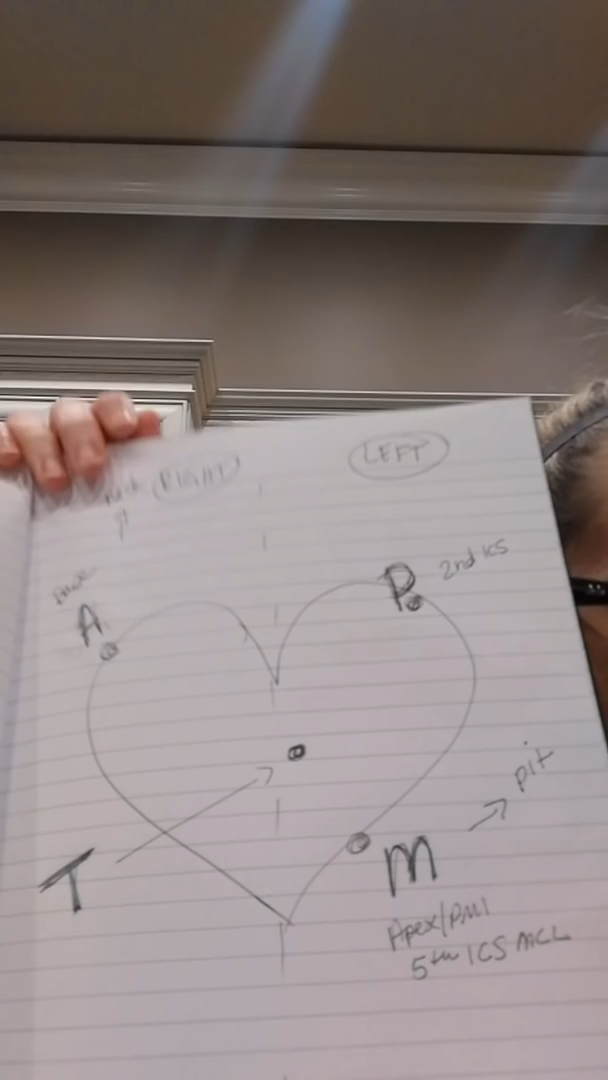 RIGHT
LEFT
A
P
2nd ICS
T
M
→ pit
Apex/PMI
5th ICS MCL